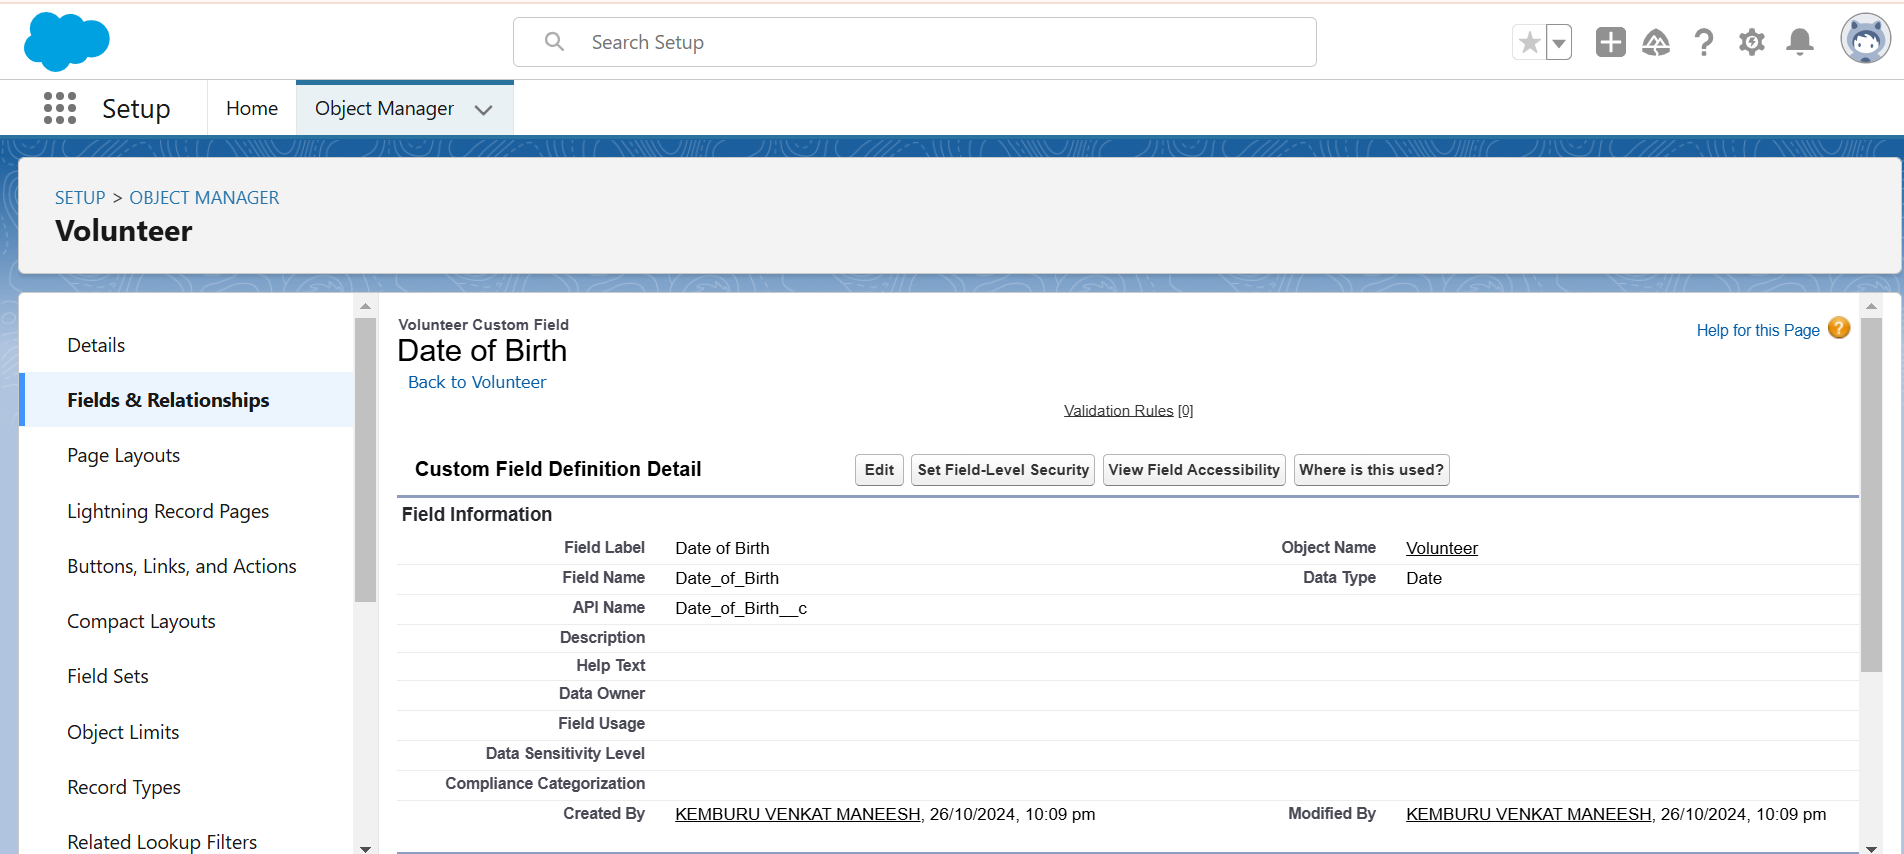 Search Setup
Setup
Home
Object Manager
SETUP > OBJECT MANAGER
Volunteer
Details
Fields & Relationships
Page Layouts
Lightning Record Pages
Buttons, Links, and Actions
Compact Layouts
Field Sets
Object Limits
Record Types
Related Lookup Filters
Volunteer Custom Field
Date of Birth
Back to Volunteer
Help for this Page ?
Validation Rules [0]
Custom Field Definition Detail
Edit
Set Field-Level Security
View Field Accessibility
Where is this used?
Field Information
Field Label Date of Birth Object Name Volunteer
Field Name Date_of_Birth Data Type Date
API Name Date_of_Birth__c
Description
Help Text
Data Owner
Field Usage
Data Sensitivity Level
Compliance Categorization
Created By KEMBURU VENKAT MANEESH, 26/10/2024, 10:09 pm Modified By KEMBURU VENKAT MANEESH, 26/10/2024, 10:09 pm